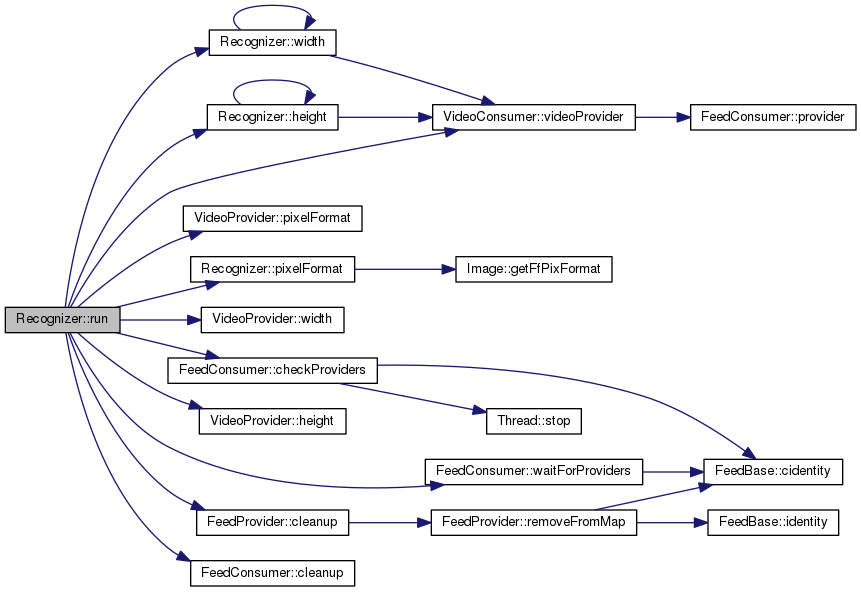 Recognizer::width
Recognizer::height
VideoConsumer::videoProvider
FeedConsumer::provider
VideoProvider::pixelFormat
Recognizer::pixelFormat
Image::getFfPixFormat
Recognizer::run
VideoProvider::width
FeedConsumer::checkProviders
VideoProvider::height
Thread::stop
FeedConsumer::waitForProviders
FeedBase::cidentity
FeedProvider::cleanup
FeedProvider::removeFromMap
FeedBase::identity
FeedConsumer::cleanup